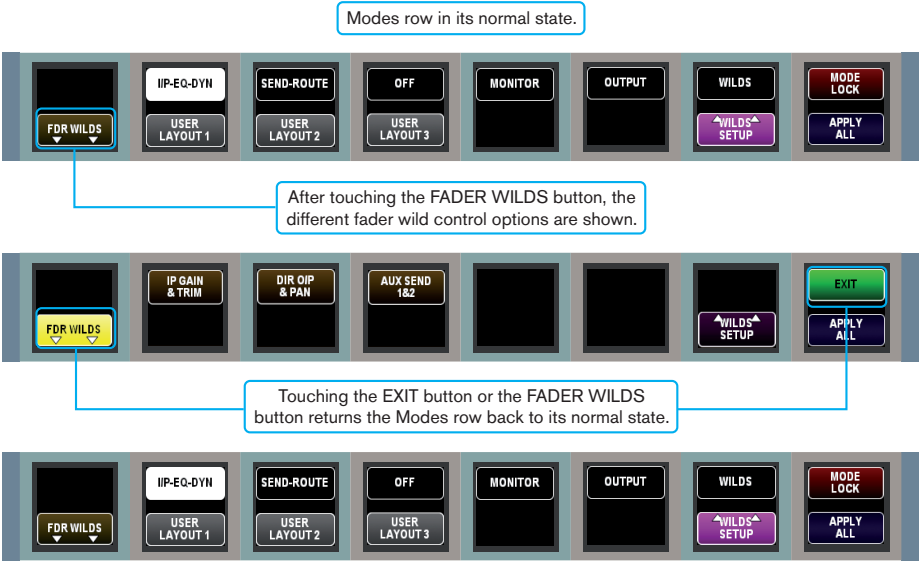 Modes row in its normal state.
I/P-EQ-DYN
SEND-ROUTE
OFF
MONITOR
OUTPUT
WILDS
MODE
LOCK
FDR WILDS
USER
LAYOUT 1
USER
LAYOUT 2
USER
LAYOUT 3
WILDS
SETUP
APPLY
ALL
After touching the FADER WILDS button, the
different fader wild control options are shown.
IP GAIN
& TRIM
DIR O/P
& PAN
AUX SEND
1&2
EXIT
FDR WILDS
WILDS
SETUP
APPLY
ALL
Touching the EXIT button or the FADER WILDS
button returns the Modes row back to its normal state.
I/P-EQ-DYN
SEND-ROUTE
OFF
MONITOR
OUTPUT
WILDS
MODE
LOCK
FDR WILDS
USER
LAYOUT 1
USER
LAYOUT 2
USER
LAYOUT 3
WILDS
SETUP
APPLY
ALL